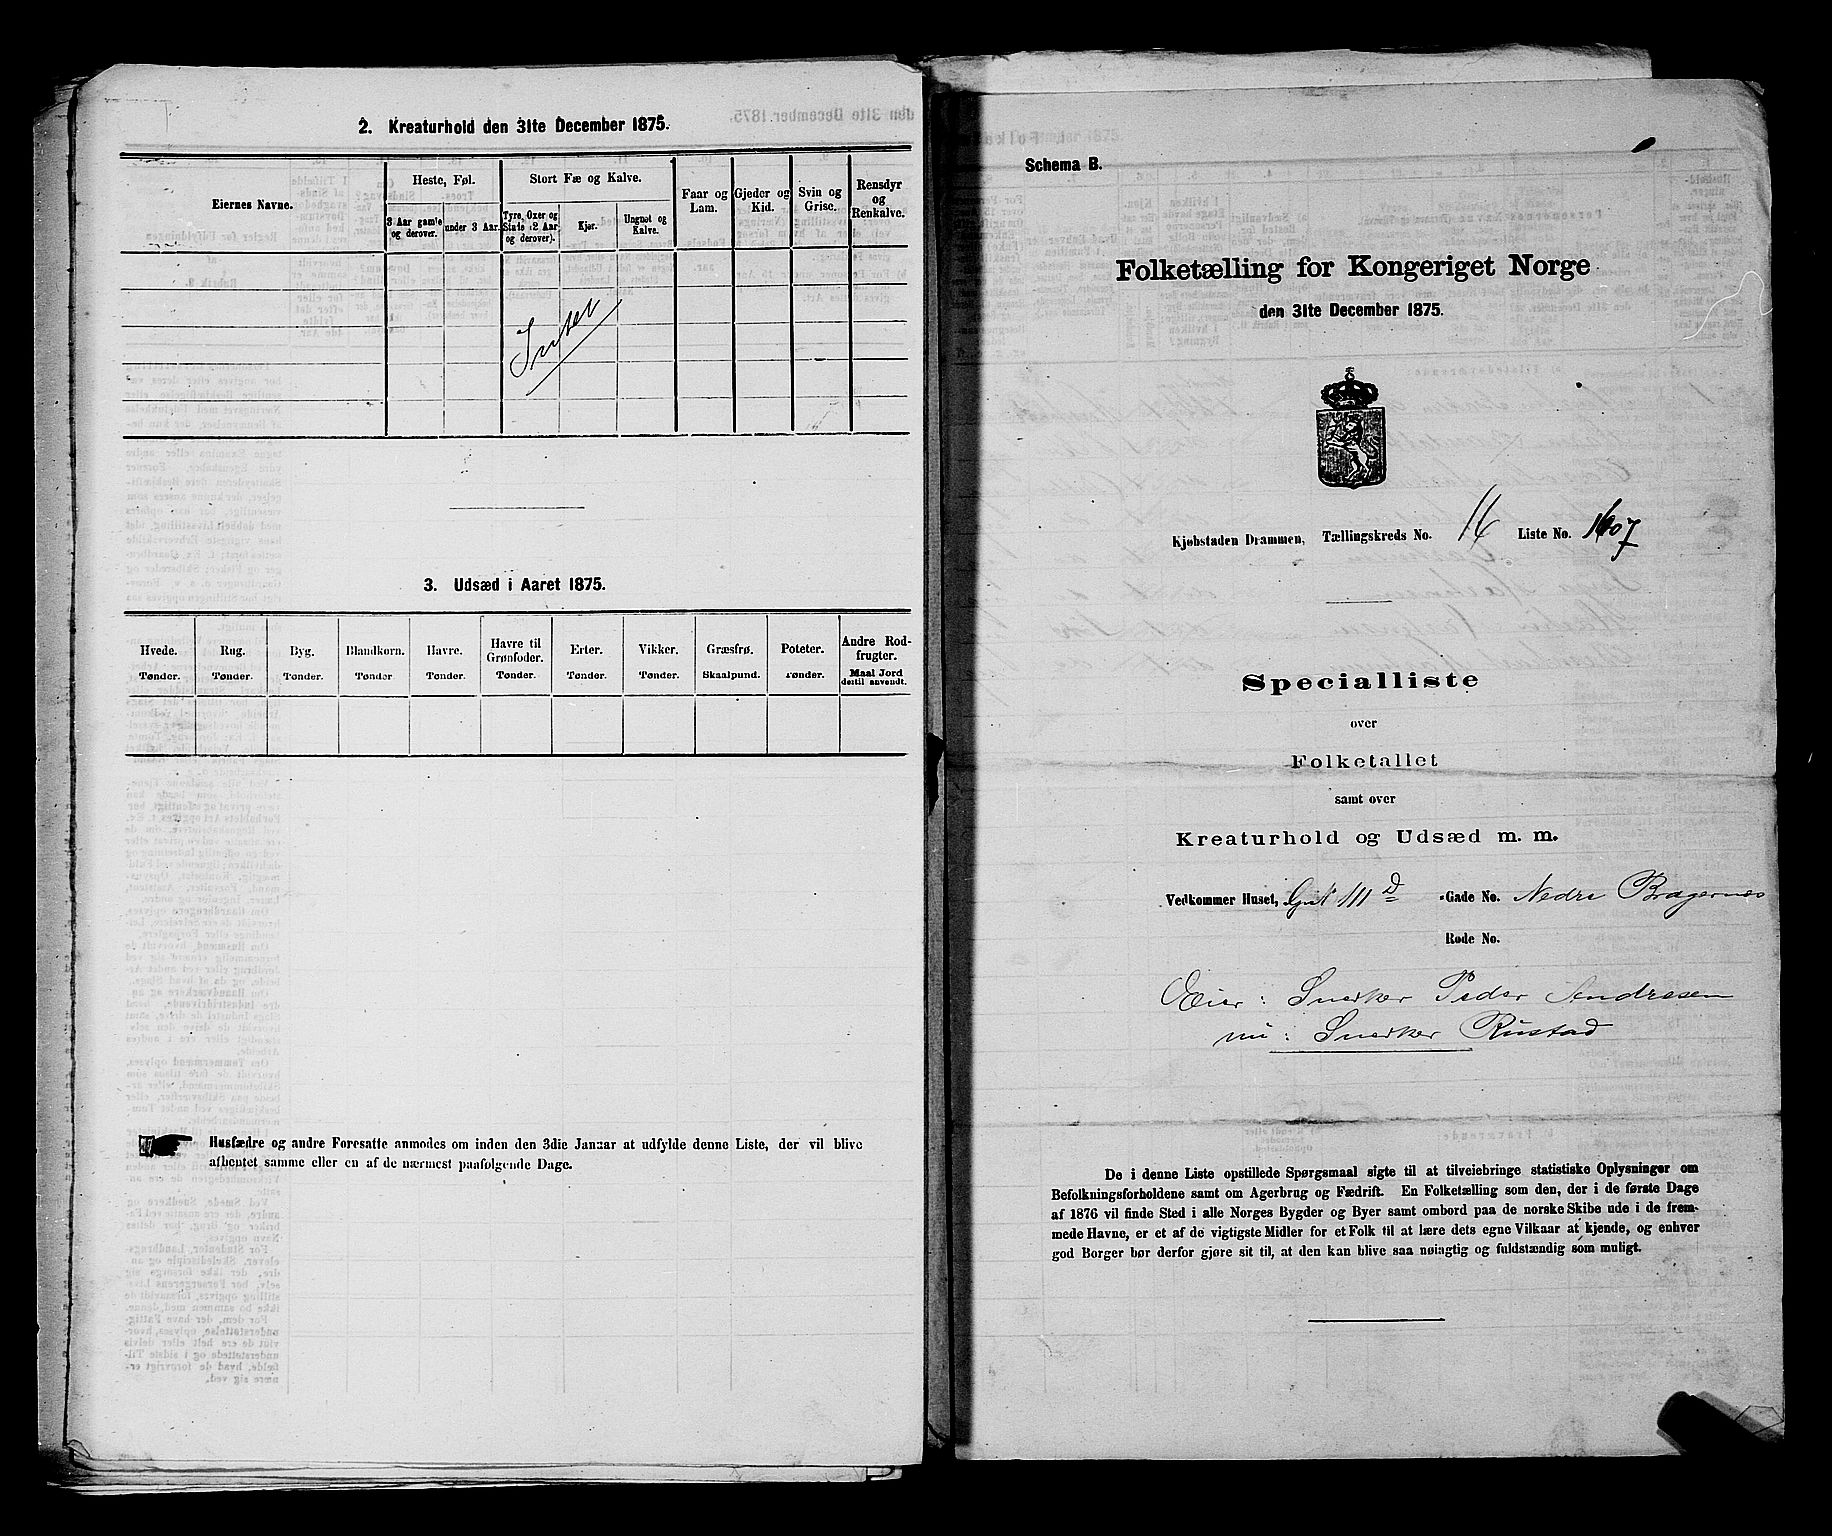 2. Kreaturhold den 31te December 1875.
Eiernes Navne.
Heste, Føl.
3 Aar gamle og derover.
under 3 Aar.
Stort Fæ og Kalve.
Tyre, Oxer og Stude (2 Aar og derover).
Kjør.
Ungnøt og Kalve.
Faar og Lam.
Gjeder og Kid.
Svin og Grise.
Rensdyr og Renkalve.
Intet
3. Udsæd i Aaret 1875.
Hvede. Rug. Byg. Blandkorn. Havre. Havre til Grønfoder. Erter. Vikker. Græsfrø. Poteter. Andre Rodfrugter.
Tønder. Tønder. Tønder. Tønder Tønder. Tønder. Tønder. Tønder. Skaalpund. Tønder. Maal Jord dertil anvendt.
Husfædre og andre Foresatte anmodes om inden den 3die Januar at udfylde denne Liste, der vil blive
afhentet samme eller en af de nærmest paafølgende Dage.
Schema B.
Folketælling for Kongeriget Norge
den 31te December 1875.
Kjøbstaden Drammen, Tællingskreds No. 14 Liste No. 1607
Specialliste
over
Folketallet
samt over
Kreaturhold og Udsæd m. m.
Vedkommer Huset, 111 D Gade No. Nedre Bragernes
Rode No.
Eier: Snedker Peder Andresen
nu: Snedker Rustad
De i denne Liste opstillede Spørgsmaal sigte til at tilveiebringe statistiske Oplysninger om
Befolkningsforholdene samt om Agerbrug og Fædrift. En Folketælling som den, der i de første Dage
af 1876 vil finde Sted i alle Norges Bygder og Byer samt ombord paa de norske Skibe ude i de frem-
mede Havne, er et af de vigtigste Midler for et Folk til at lære dets egne Vilkaar at kjende, og enhver
god Borger bør derfor gjøre sit til, at den kan blive saa nøiagtig og fuldstændig som muligt.